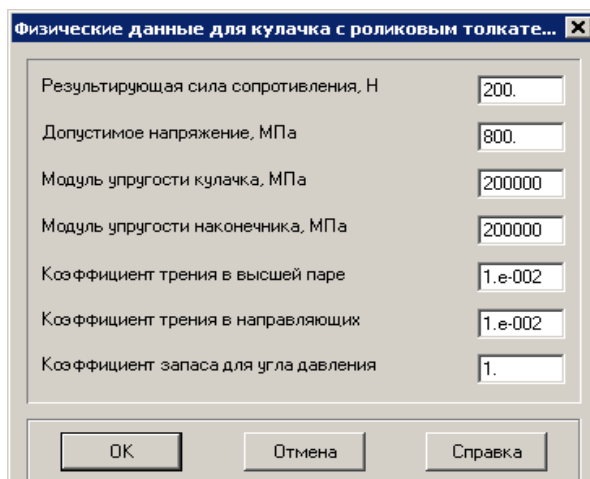 Физические данные для кулачка с роликовым толкате...
Результирующая сила сопротивления, Н 200.
Допустимое напряжение, МПа 800.
Модуль упругости кулачка, МПа 200000
Модуль упругости наконечника, МПа 200000
Коэффициент трения в высшей паре 1.e-002
Коэффициент трения в направляющих 1.e-002
Коэффициент запаса для угла давления 1.
OK Отмена Справка